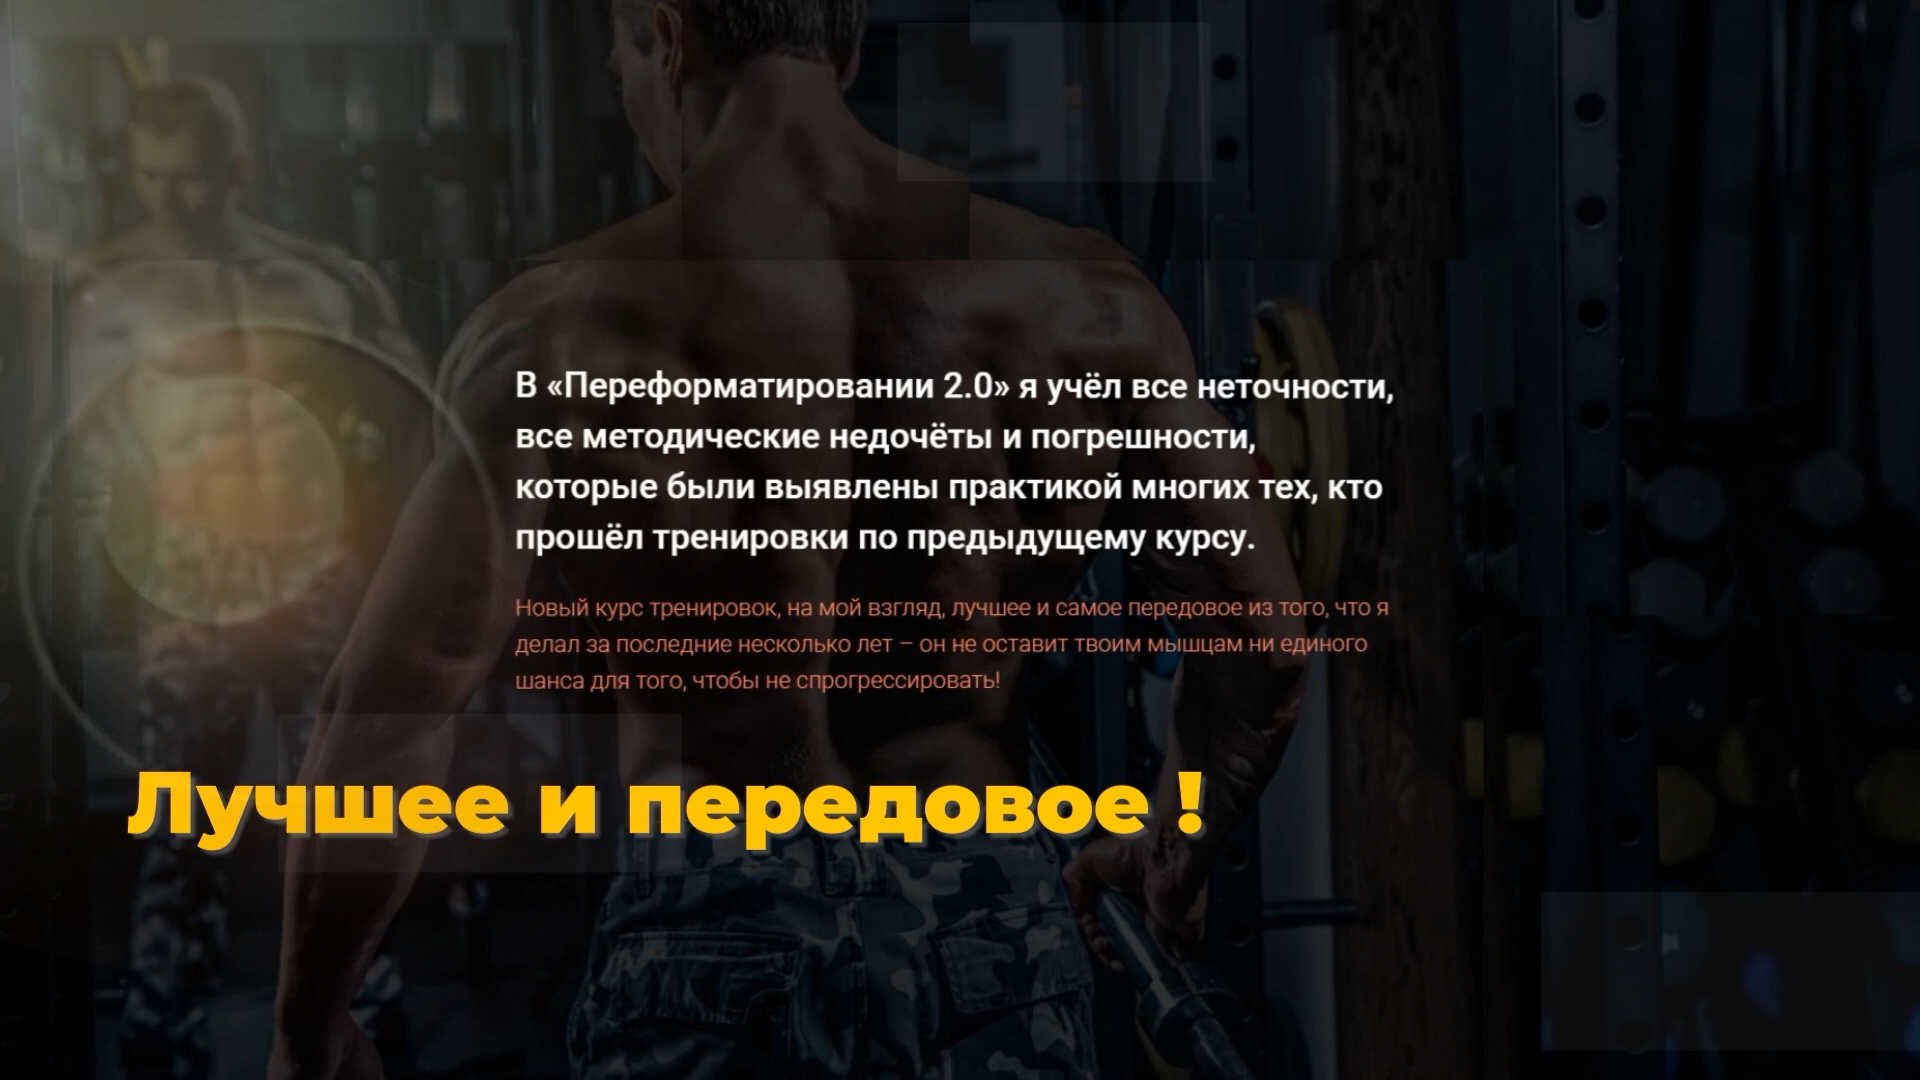 В «Переформатировании 2.0» я учёл все неточности,
все методические недочёты и погрешности,
которые были выявлены практикой многих тех, кто
прошёл тренировки по предыдущему курсу.
Новый курс тренировок, на мой взгляд, лучшее и самое передовое из того, что я
делал за последние несколько лет – он не оставит твоим мышцам ни единого
шанса для того, чтобы не спрогрессировать!
Лучшее и передовое !